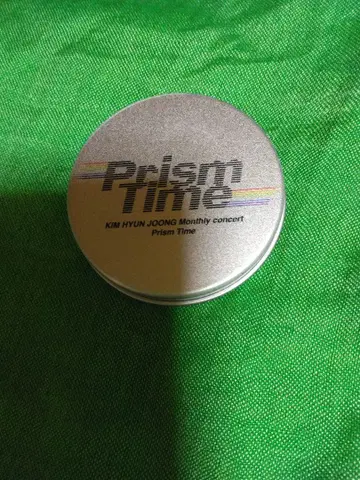 Prism
Time
KIM HYUN JOONG Monthly concert
Prism Time